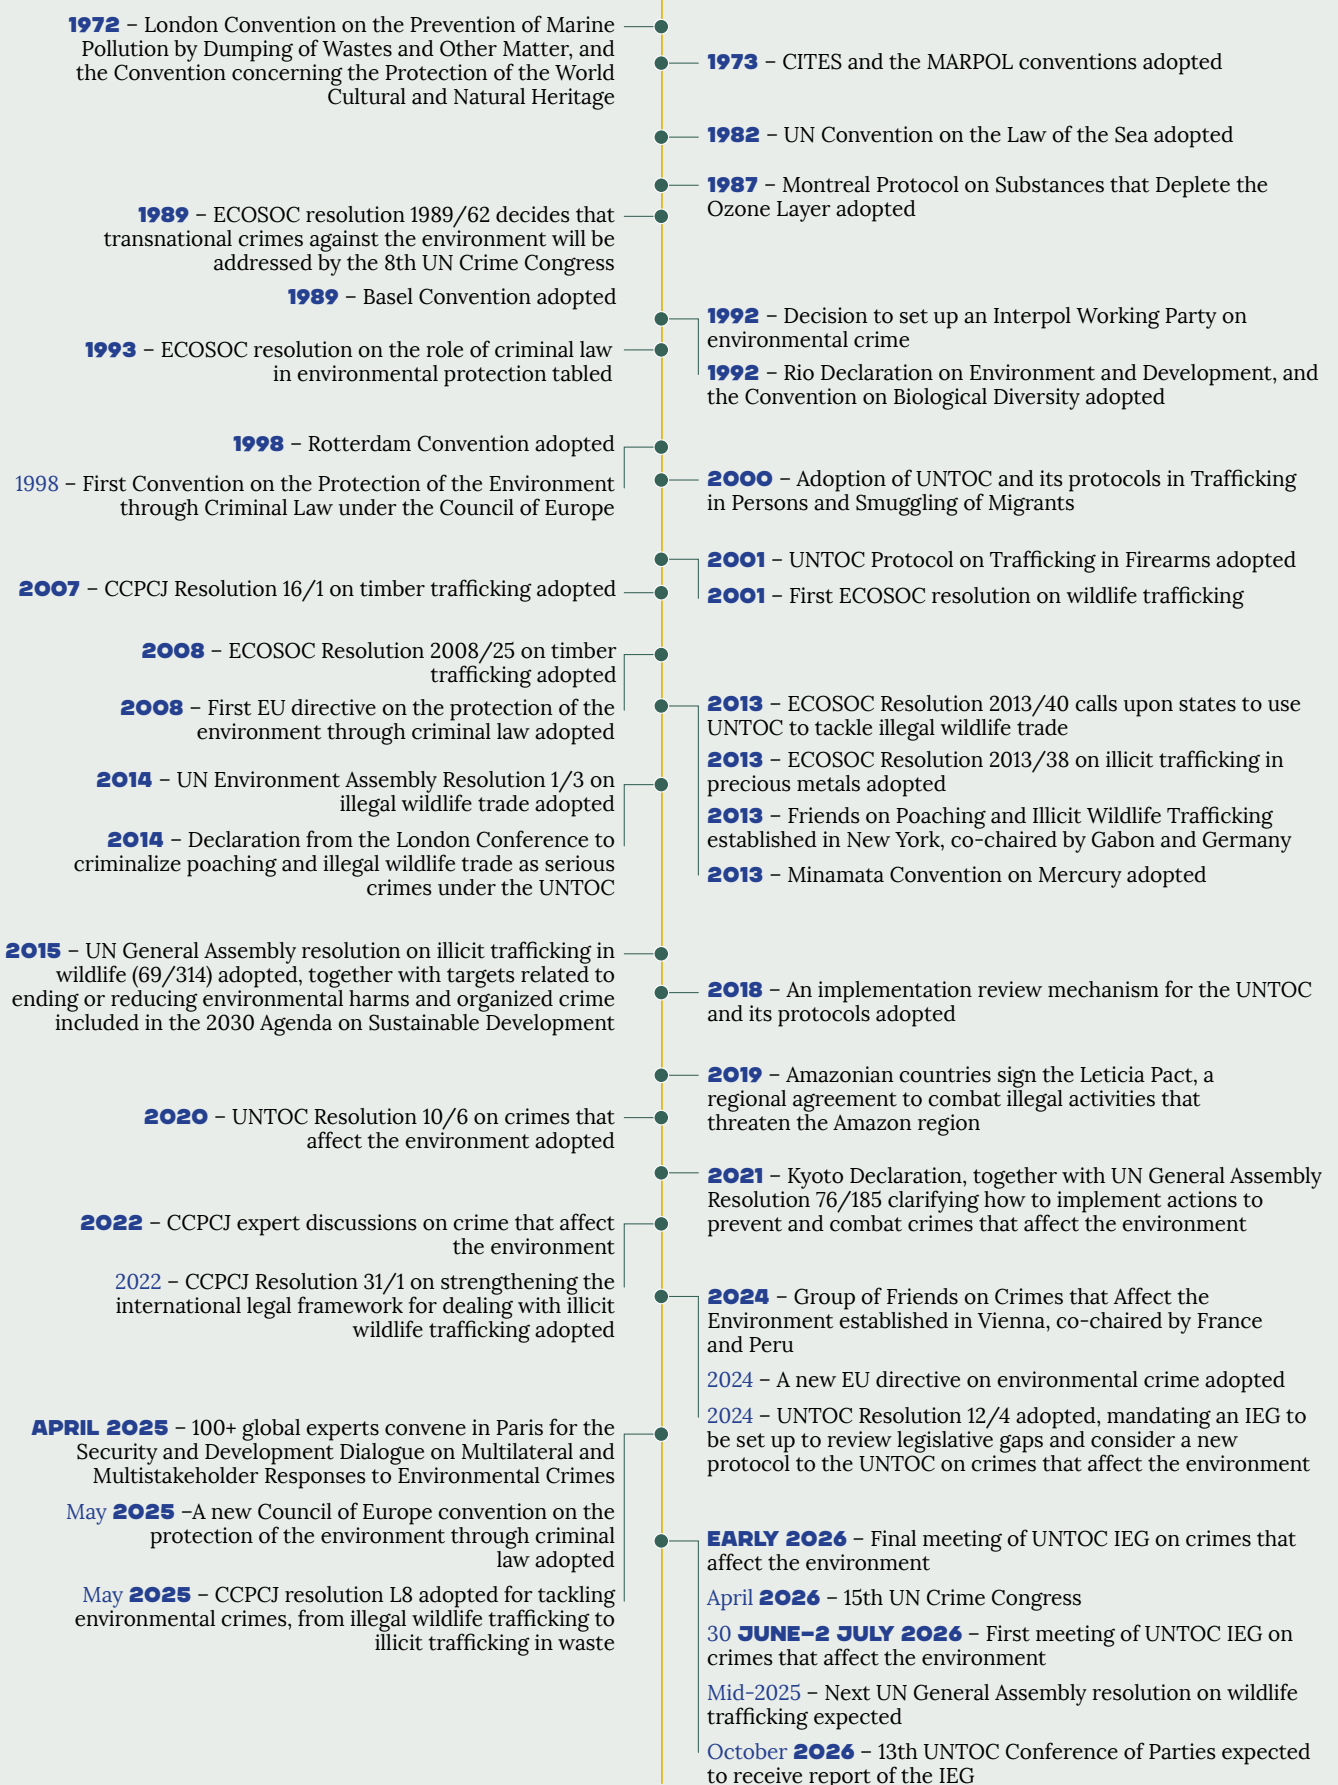 1972 – London Convention on the Prevention of Marine
Pollution by Dumping of Wastes and Other Matter, and
the Convention concerning the Protection of the World
Cultural and Natural Heritage
1973 – CITES and the MARPOL conventions adopted
1982 – UN Convention on the Law of the Sea adopted
1987 – Montreal Protocol on Substances that Deplete the
Ozone Layer adopted
1989 – ECOSOC resolution 1989/62 decides that
transnational crimes against the environment will be
addressed by the 8th UN Crime Congress
1989 – Basel Convention adopted
1992 – Decision to set up an Interpol Working Party on
environmental crime
1992 – Rio Declaration on Environment and Development, and
the Convention on Biological Diversity adopted
1993 – ECOSOC resolution on the role of criminal law
in environmental protection tabled
1998 – Rotterdam Convention adopted
1998 – First Convention on the Protection of the Environment
through Criminal Law under the Council of Europe
2000 – Adoption of UNTOC and its protocols in Trafficking
in Persons and Smuggling of Migrants
2001 – UNTOC Protocol on Trafficking in Firearms adopted
2001 – First ECOSOC resolution on wildlife trafficking
2007 – CCPCJ Resolution 16/1 on timber trafficking adopted
2008 – ECOSOC Resolution 2008/25 on timber
trafficking adopted
2008 – First EU directive on the protection of the
environment through criminal law adopted
2013 – ECOSOC Resolution 2013/40 calls upon states to use
UNTOC to tackle illegal wildlife trade
2013 – ECOSOC Resolution 2013/38 on illicit trafficking in
precious metals adopted
2013 – Friends on Poaching and Illicit Wildlife Trafficking
established in New York, co-chaired by Gabon and Germany
2013 – Minamata Convention on Mercury adopted
2014 – UN Environment Assembly Resolution 1/3 on
illegal wildlife trade adopted
2014 – Declaration from the London Conference to
criminalize poaching and illegal wildlife trade as serious
crimes under the UNTOC
2015 – UN General Assembly resolution on illicit trafficking in
wildlife (69/314) adopted, together with targets related to
ending or reducing environmental harms and organized crime
included in the 2030 Agenda on Sustainable Development
2018 – An implementation review mechanism for the UNTOC
and its protocols adopted
2019 – Amazonian countries sign the Leticia Pact, a
regional agreement to combat illegal activities that
threaten the Amazon region
2020 – UNTOC Resolution 10/6 on crimes that
affect the environment adopted
2021 – Kyoto Declaration, together with UN General Assembly
Resolution 76/185 clarifying how to implement actions to
prevent and combat crimes that affect the environment
2022 – CCPCJ expert discussions on crime that affect
the environment
2022 – CCPCJ Resolution 31/1 on strengthening the
international legal framework for dealing with illicit
wildlife trafficking adopted
2024 – Group of Friends on Crimes that Affect the
Environment established in Vienna, co-chaired by France
and Peru
2024 – A new EU directive on environmental crime adopted
2024 – UNTOC Resolution 12/4 adopted, mandating an IEG to
be set up to review legislative gaps and consider a new
protocol to the UNTOC on crimes that affect the environment
APRIL 2025 – 100+ global experts convene in Paris for the
Security and Development Dialogue on Multilateral and
Multistakeholder Responses to Environmental Crimes
May 2025 –A new Council of Europe convention on the
protection of the environment through criminal
law adopted
May 2025 – CCPCJ resolution L8 adopted for tackling
environmental crimes, from illegal wildlife trafficking to
illicit trafficking in waste
EARLY 2026 – Final meeting of UNTOC IEG on crimes that
affect the environment
April 2026 – 15th UN Crime Congress
30 JUNE–2 JULY 2026 – First meeting of UNTOC IEG on
crimes that affect the environment
Mid-2025 – Next UN General Assembly resolution on wildlife
trafficking expected
October 2026 – 13th UNTOC Conference of Parties expected
to receive report of the IEG